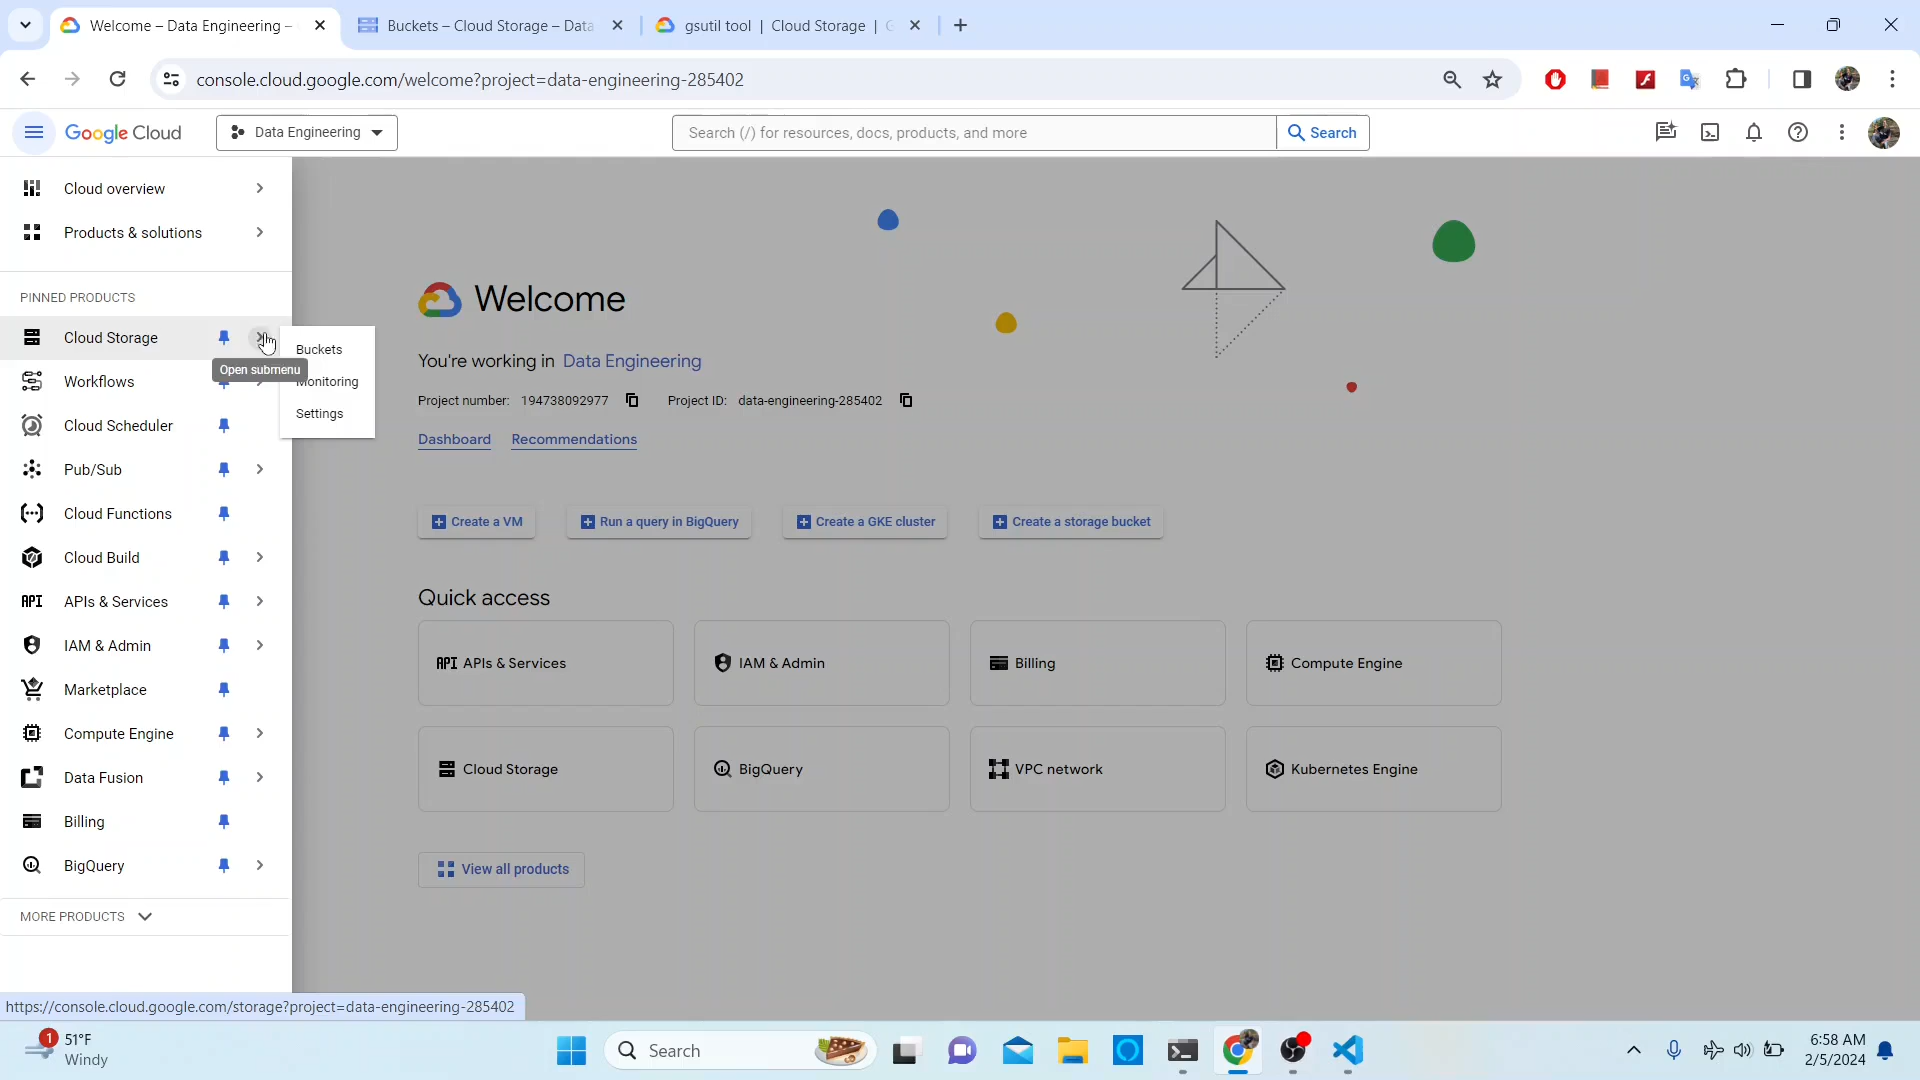 Welcome – Data Engineering –
Buckets – Cloud Storage – Data
gsutil tool | Cloud Storage |
console.cloud.google.com/welcome?project=data-engineering-285402
Google Cloud
Data Engineering
Search (/) for resources, docs, products, and more
Search
Cloud overview
Products & solutions
PINNED PRODUCTS
Cloud Storage
Open submenu
Buckets
Monitoring
Settings
Workflows
Cloud Scheduler
Pub/Sub
Cloud Functions
Cloud Build
API APIs & Services
IAM & Admin
Marketplace
Compute Engine
Data Fusion
Billing
BigQuery
MORE PRODUCTS
Welcome
You're working in Data Engineering
Project number: 194738092977 Project ID: data-engineering-285402
Dashboard Recommendations
Create a VM
Run a query in BigQuery
Create a GKE cluster
Create a storage bucket
Quick access
API APIs & Services
IAM & Admin
Billing
Compute Engine
Cloud Storage
BigQuery
VPC network
Kubernetes Engine
View all products
https://console.cloud.google.com/storage?project=data-engineering-285402
1
51°F
Windy
Search
6:58 AM
2/5/2024